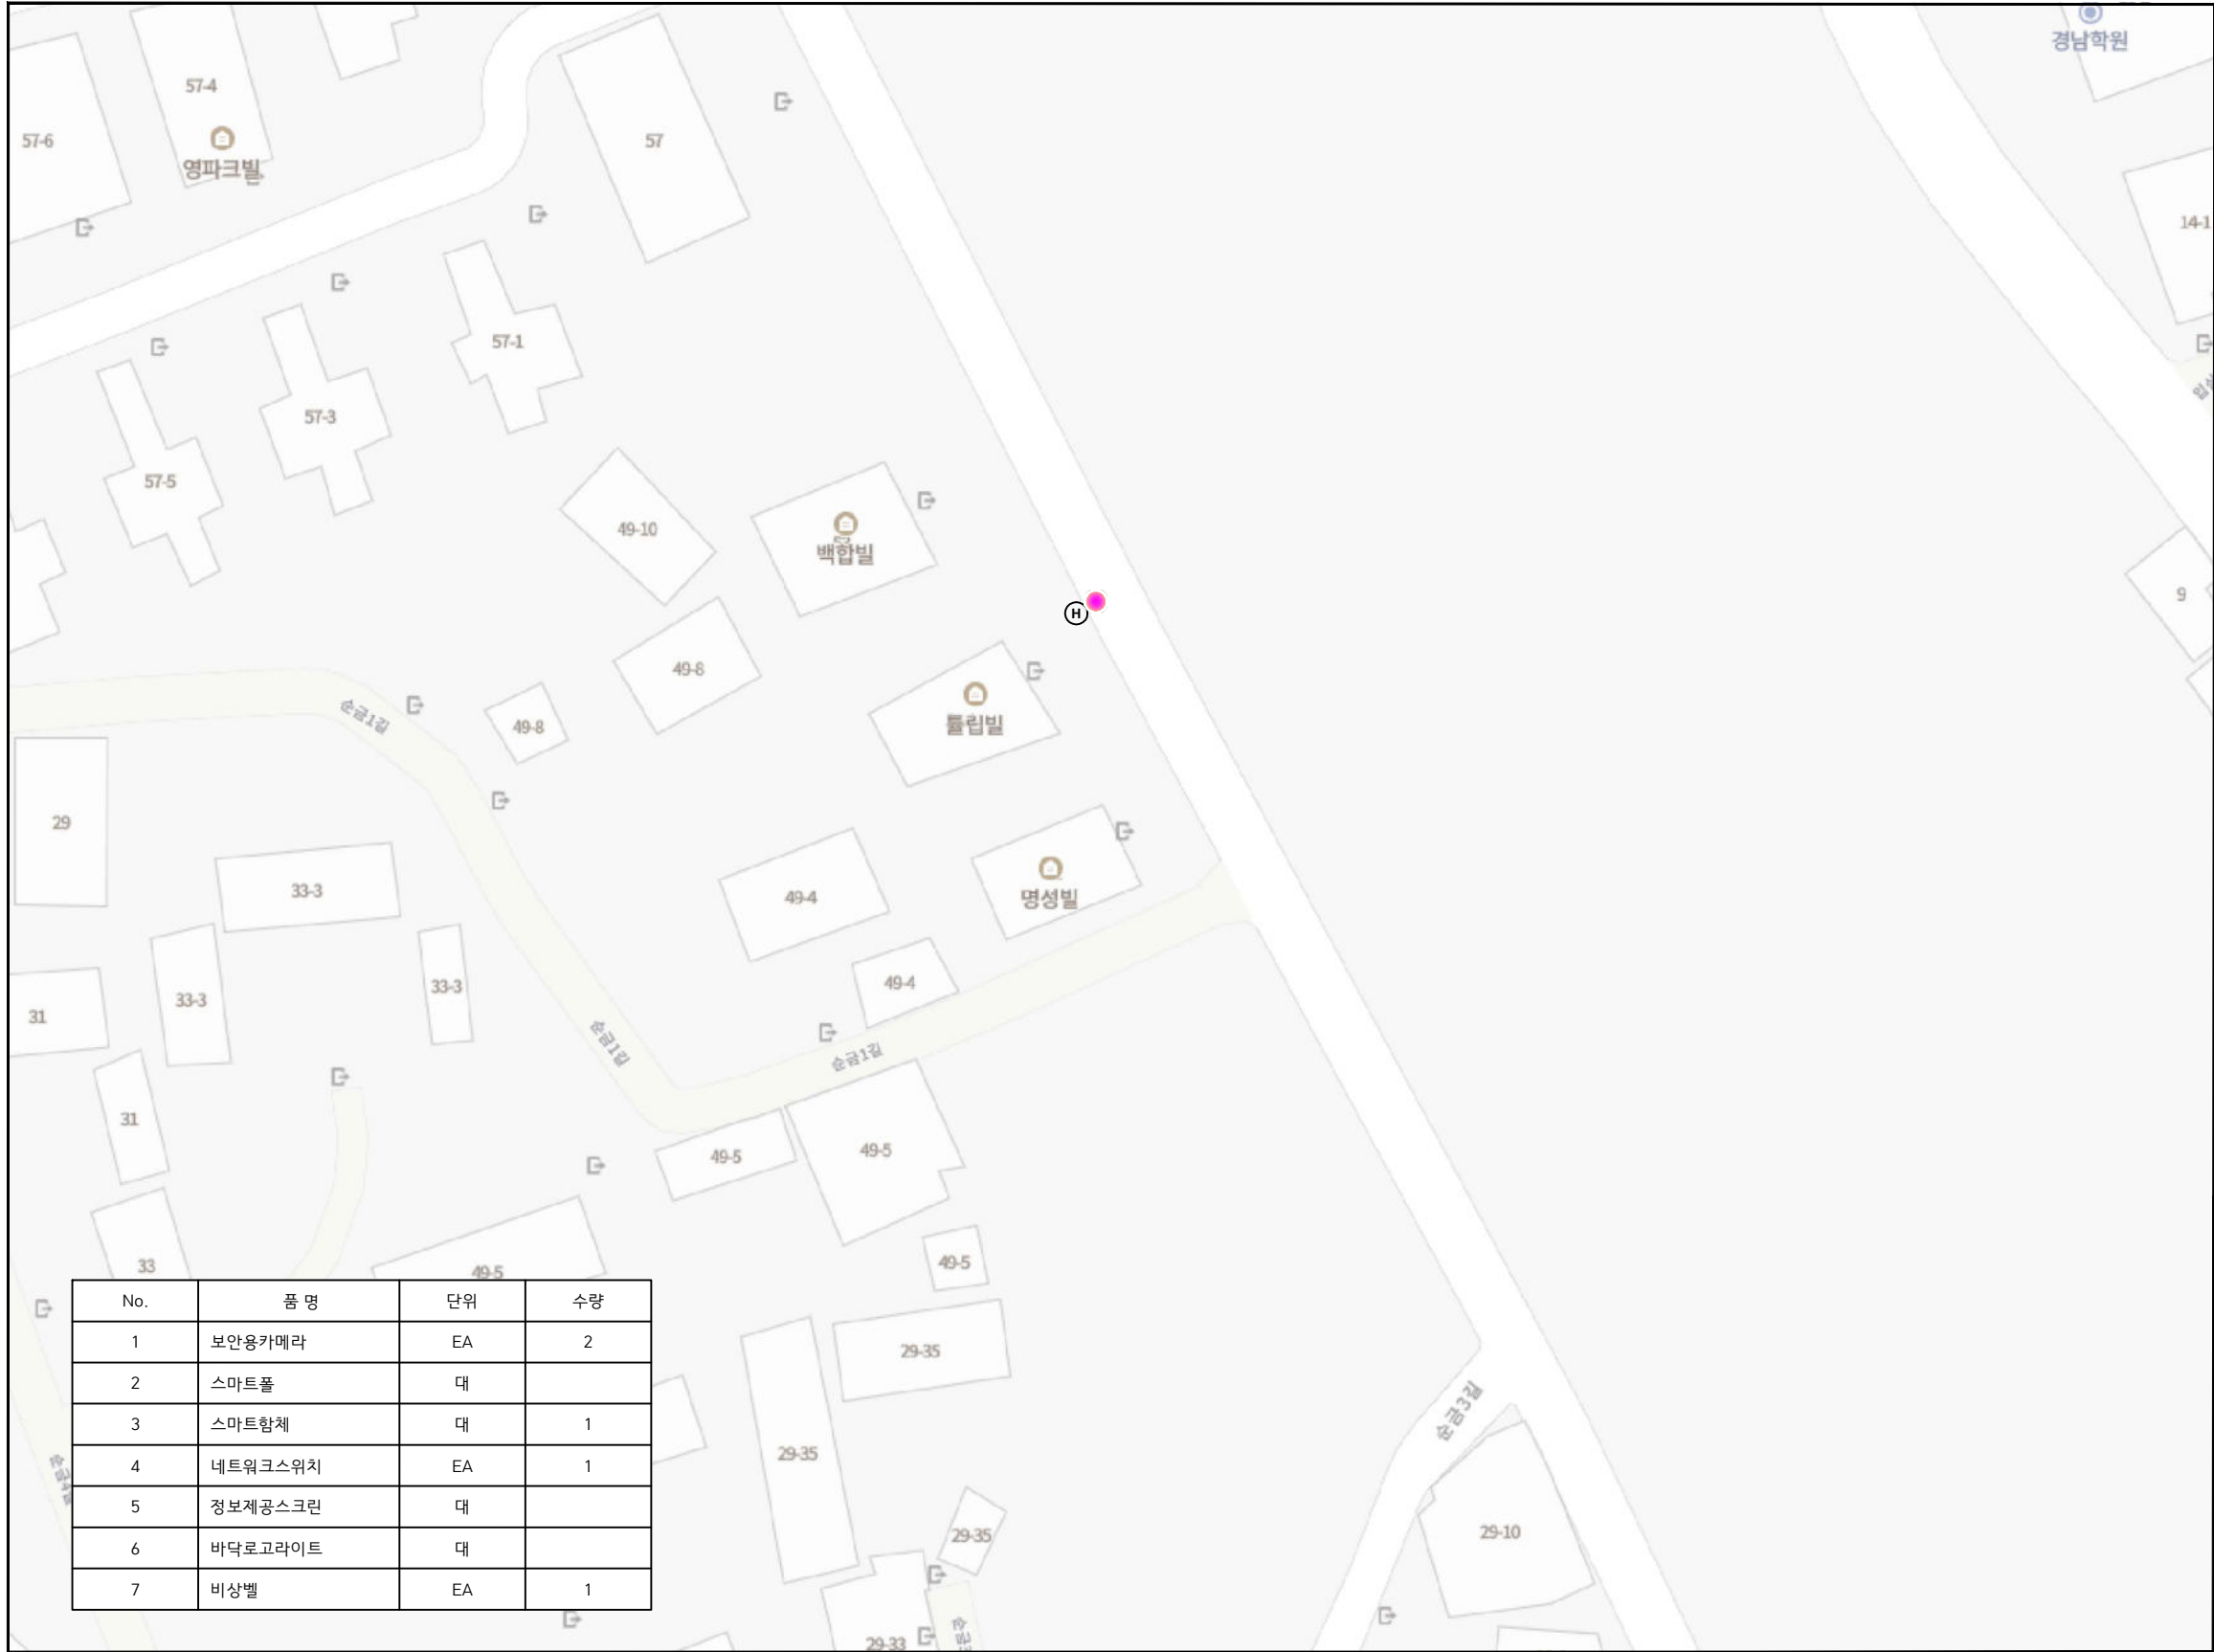 경남학원
57-4
57-6
57
영파크빌
14-1
57-1
57-3
57-5
49-10
백합빌
9
H
49-8
튤립빌
순금1길
49-8
29
33-3
49-4
명성빌
33-3
33-3
49-4
31
순금1길
순금1길
31
49-5
49-5
33
49-5
49-5
No. 품 명 단위 수량
1 보안용카메라 EA 2
2 스마트폴 대
3 스마트함체 대 1
4 네트워크스위치 EA 1
5 정보제공스크린 대
6 바닥로고라이트 대
7 비상벨 EA 1
29-35
순금3길
29-35
29-10
29-35
29-33